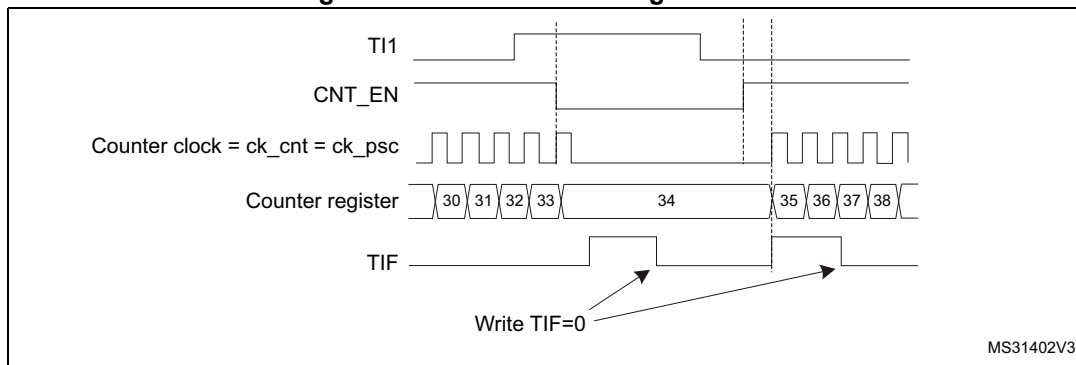 TI1
CNT_EN
Counter clock = ck_cnt = ck_psc
Counter register
30 31 32 33 34 35 36 37 38
TIF
Write TIF=0
MS31402V3